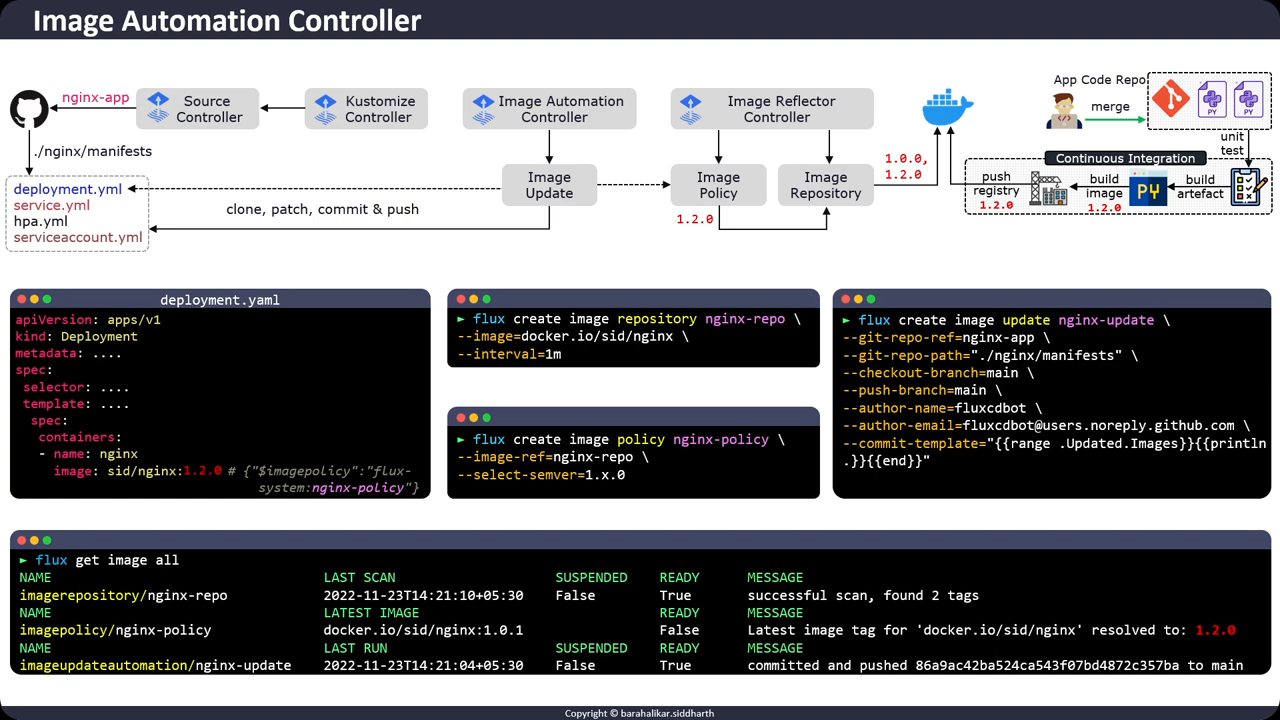 Image Automation Controller
nginx-app
Source
Controller
Kustomize
Controller
Image Automation
Controller
Image Reflector
Controller
App Code Repo
merge
unit
test
./nginx/manifests
deployment.yml
service.yml
hpa.yml
serviceaccount.yml
clone, patch, commit & push
Image
Update
Image
Policy
1.2.0
Image
Repository
1.0.0,
1.2.0
Continuous Integration
push
registry
1.2.0
build
image
1.2.0
PY
build
artefact
deployment.yaml
apiVersion: apps/v1
kind: Deployment
metadata: ....
spec:
selector: ....
template: ....
spec:
containers:
- name: nginx
image: sid/nginx:1.2.0 # {"$imagepolicy":"flux-
system:nginx-policy"}
► flux create image repository nginx-repo \
--image=docker.io/sid/nginx \
--interval=1m
► flux create image policy nginx-policy \
--image-ref=nginx-repo \
--select-semver=1.x.0
► flux create image update nginx-update \
--git-repo-ref=nginx-app \
--git-repo-path="./nginx/manifests" \
--checkout-branch=main \
--push-branch=main \
--author-name=fluxcdbot \
--author-email=fluxcdbot@users.noreply.github.com \
--commit-template="{{range .Updated.Images}}{{println
.}}{{end}}"
► flux get image all
NAME LAST SCAN SUSPENDED READY MESSAGE
imagerepository/nginx-repo 2022-11-23T14:21:10+05:30 False True successful scan, found 2 tags
NAME LATEST IMAGE READY MESSAGE
imagepolicy/nginx-policy docker.io/sid/nginx:1.0.1 False Latest image tag for 'docker.io/sid/nginx' resolved to: 1.2.0
NAME LAST RUN SUSPENDED READY MESSAGE
imageupdateautomation/nginx-update 2022-11-23T14:21:04+05:30 False True committed and pushed 86a9ac42ba524ca543f07bd4872c357ba to main
Copyright © barahalikar.siddharth